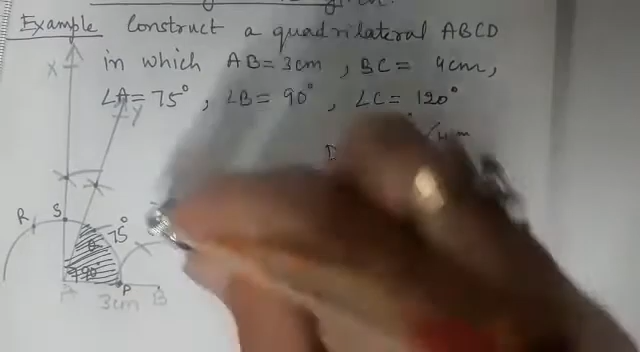 Example Construct a quadrilateral ABCD
in which AB = 3cm, BC = 4cm,
∠A = 75°, ∠B = 90°, ∠C = 120°
X
Y
R S 75°
90°
A P B
3cm